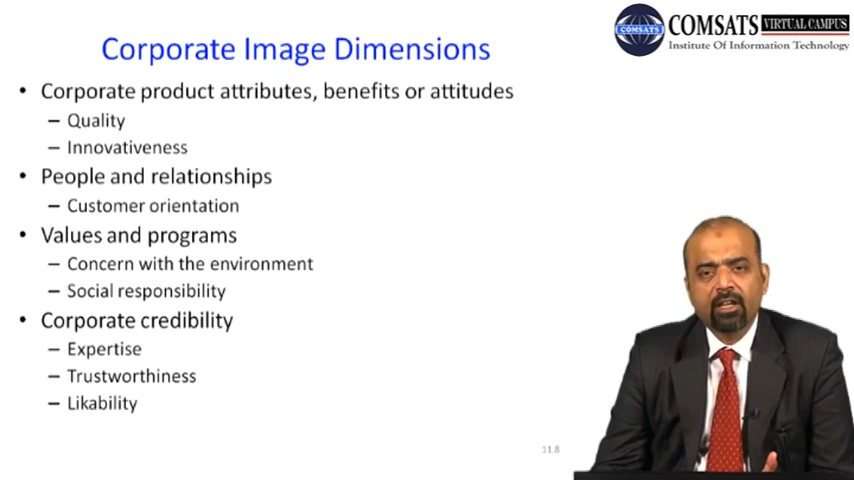 COMSATS VIRTUAL CAMPUS
COMSATS
Institute Of Information Technology
Corporate Image Dimensions
• Corporate product attributes, benefits or attitudes
– Quality
– Innovativeness
• People and relationships
– Customer orientation
• Values and programs
– Concern with the environment
– Social responsibility
• Corporate credibility
– Expertise
– Trustworthiness
– Likability
11.8